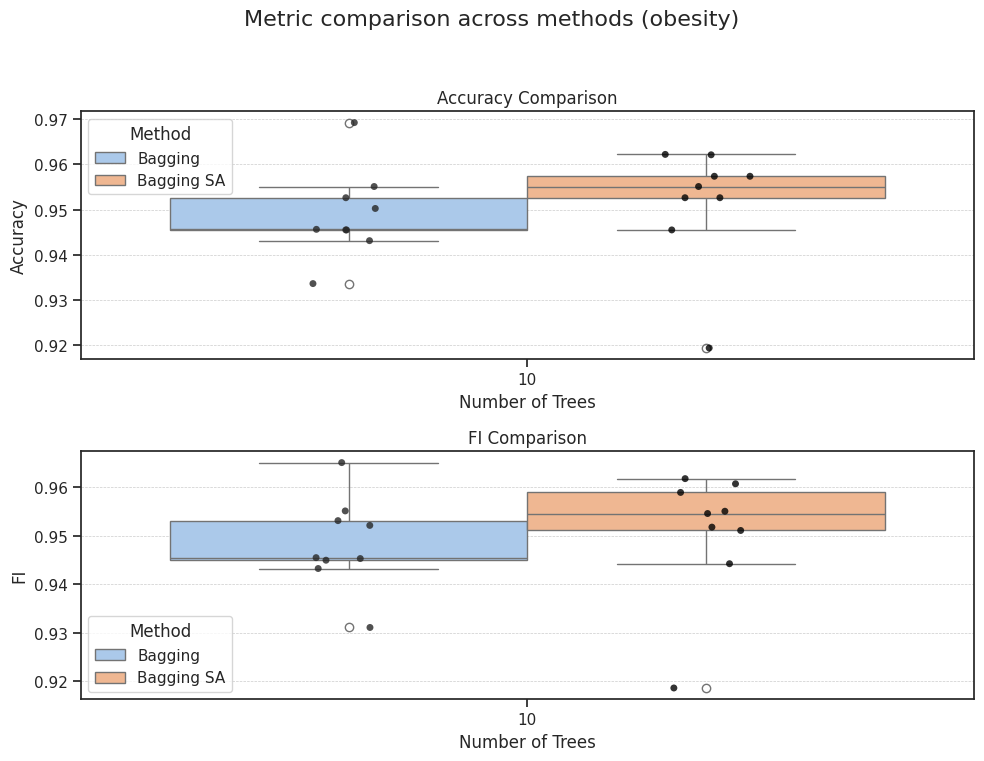 Metric comparison across methods (obesity)
Accuracy Comparison
0.97
0.96
0.95
0.94
0.93
0.92
Accuracy
Method
Bagging
Bagging SA
10
Number of Trees
FI Comparison
0.96
0.95
0.94
0.93
0.92
FI
Method
Bagging
Bagging SA
10
Number of Trees